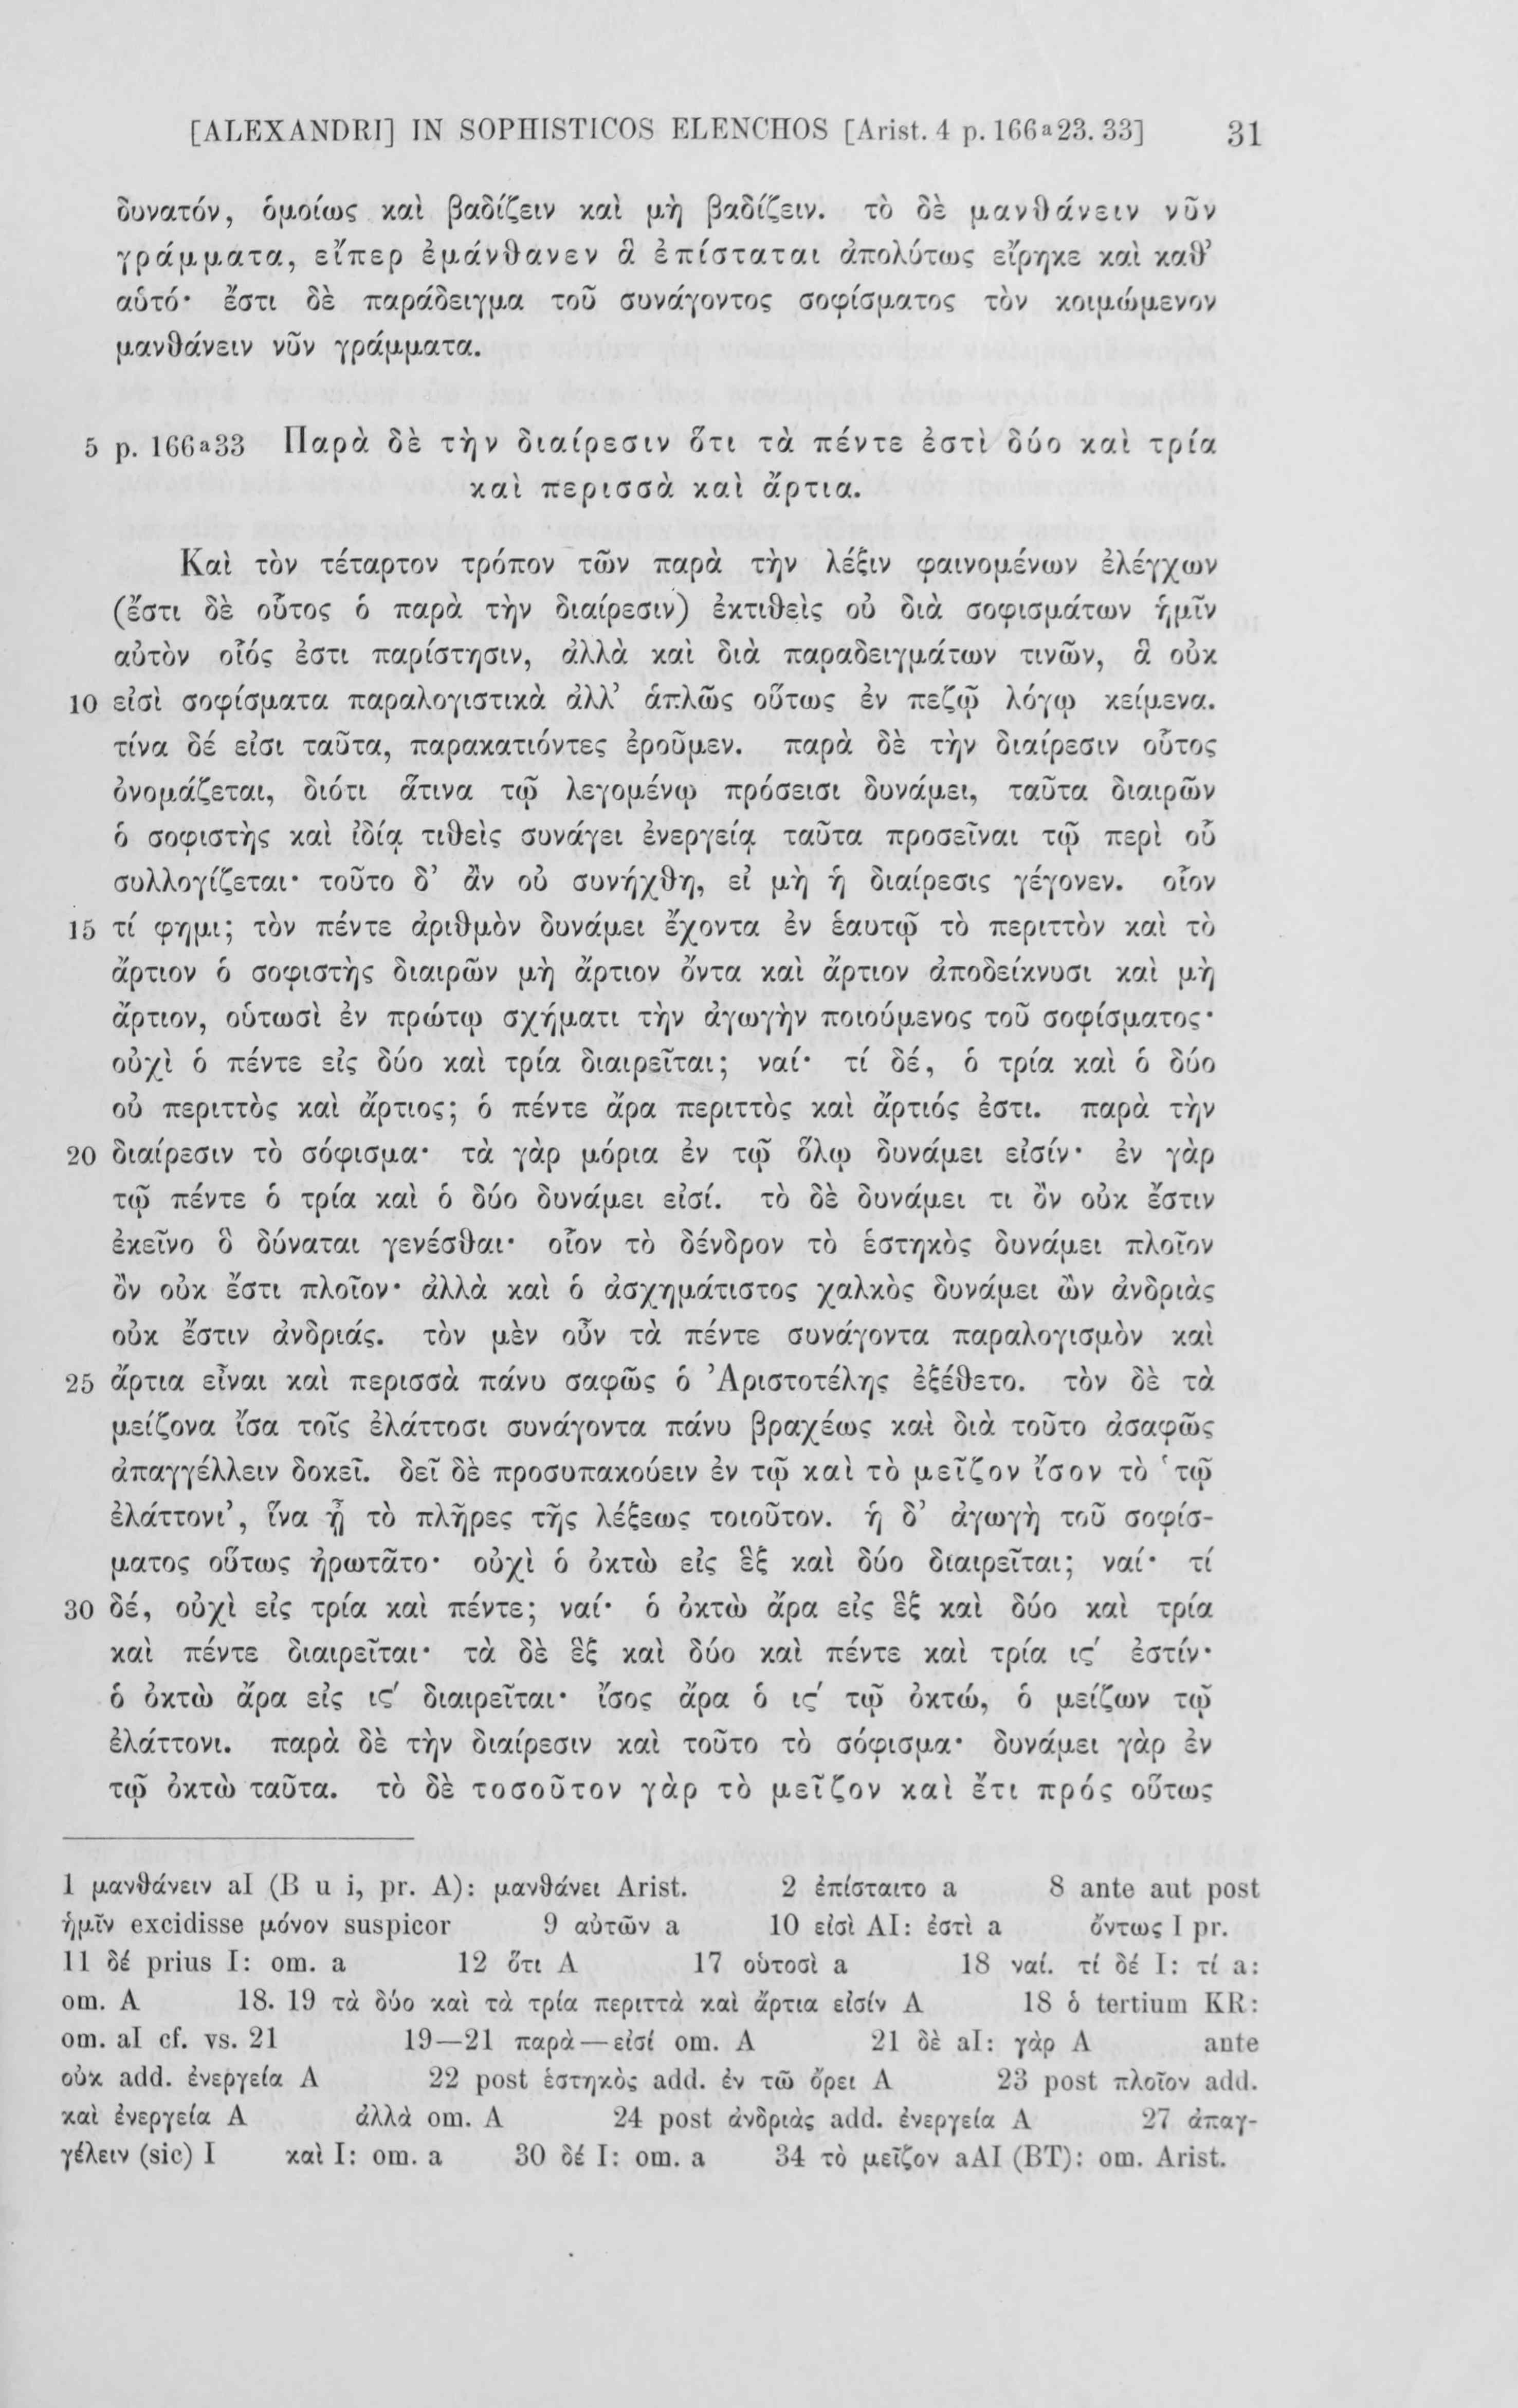 [ALEXANDRI] IN SOPHISTICOS ELENCHOS [Arist. 4 p. 166a23. 33] 31
δυνατόν, ὁμοίως καὶ βαδίζειν καὶ μὴ βαδίζειν. τὸ δὲ μανθάνειν νῦν
γράμματα, εἴπερ ἐμάνθανεν ἃ ἐπίσταται ἀπολύτως εἴρηκε καὶ καθ’
αὑτό· ἔστι δὲ παράδειγμα τοῦ συνάγοντος σοφίσματος τὸν κοιμώμενον
μανθάνειν νῦν γράμματα.
5 p. 166a33 Παρὰ δὲ τὴν διαίρεσιν ὅτι τὰ πέντε ἐστὶ δύο καὶ τρία
καὶ περισσὰ καὶ ἄρτια.
Καὶ τὸν τέταρτον τρόπον τῶν παρὰ τὴν λέξιν φαινομένων ἐλέγχων
(ἔστι δὲ οὗτος ὁ παρὰ τὴν διαίρεσιν) ἐκτιθεὶς οὐ διὰ σοφισμάτων ἡμῖν
αὐτὸν οἷός ἐστι παρίστησιν, ἀλλὰ καὶ διὰ παραδειγμάτων τινῶν, ἃ οὐκ
10 εἰσὶ σοφίσματα παραλογιστικὰ ἀλλ’ ἁπλῶς οὕτως ἐν πεζῷ λόγῳ κείμενα.
τίνα δέ εἰσι ταῦτα, παρακατιόντες ἐροῦμεν. παρὰ δὲ τὴν διαίρεσιν οὗτος
ὀνομάζεται, διότι ἅτινα τῷ λεγομένῳ πρόσεισι δυνάμει, ταῦτα διαιρῶν
ὁ σοφιστὴς καὶ ἰδίᾳ τιθεὶς συνάγει ἐνεργείᾳ ταῦτα προσεῖναι τῷ περὶ οὗ
συλλογίζεται· τοῦτο δ’ ἂν οὐ συνήχθη, εἰ μὴ ἡ διαίρεσις γέγονεν. οἷον
15 τί φημι; τὸν πέντε ἀριθμὸν δυνάμει ἔχοντα ἐν ἑαυτῷ τὸ περιττὸν καὶ τὸ
ἄρτιον ὁ σοφιστὴς διαιρῶν μὴ ἄρτιον ὄντα καὶ ἄρτιον ἀποδείκνυσι καὶ μὴ
ἄρτιον, οὑτωσὶ ἐν πρώτῳ σχήματι τὴν ἀγωγὴν ποιούμενος τοῦ σοφίσματος·
οὐχὶ ὁ πέντε εἰς δύο καὶ τρία διαιρεῖται; ναί· τί δέ, ὁ τρία καὶ ὁ δύο
οὐ περιττὸς καὶ ἄρτιος; ὁ πέντε ἄρα περιττὸς καὶ ἄρτιός ἐστι. παρὰ τὴν
20 διαίρεσιν τὸ σόφισμα· τὰ γὰρ μόρια ἐν τῷ ὅλῳ δυνάμει εἰσίν· ἐν γὰρ
τῷ πέντε ὁ τρία καὶ ὁ δύο δυνάμει εἰσί. τὸ δὲ δυνάμει τι ὂν οὐκ ἔστιν
ἐκεῖνο ὃ δύναται γενέσθαι· οἷον τὸ δένδρον τὸ ἑστηκὸς δυνάμει πλοῖον
ὂν οὐκ ἔστι πλοῖον· ἀλλὰ καὶ ὁ ἀσχημάτιστος χαλκὸς δυνάμει ὢν ἀνδριὰς
οὐκ ἔστιν ἀνδριάς. τὸν μὲν οὖν τὰ πέντε συνάγοντα παραλογισμὸν καὶ
25 ἄρτια εἶναι καὶ περισσὰ πάνυ σαφῶς ὁ Ἀριστοτέλης ἐξέθετο. τὸν δὲ τὰ
μείζονα ἴσα τοῖς ἐλάττοσι συνάγοντα πάνυ βραχέως καὶ διὰ τοῦτο ἀσαφῶς
ἀπαγγέλλειν δοκεῖ. δεῖ δὲ προσυπακούειν ἐν τῷ καὶ τὸ μεῖζον ἴσον τὸ ‘τῷ
ἐλάττονι’, ἵνα ᾖ τὸ πλῆρες τῆς λέξεως τοιοῦτον. ἡ δ’ ἀγωγὴ τοῦ σοφίσ-
ματος οὕτως ἠρωτᾶτο· οὐχὶ ὁ ὀκτὼ εἰς ἓξ καὶ δύο διαιρεῖται; ναί· τί
30 δέ, οὐχὶ εἰς τρία καὶ πέντε; ναί· ὁ ὀκτὼ ἄρα εἰς ἓξ καὶ δύο καὶ τρία
καὶ πέντε διαιρεῖται· τὰ δὲ ἓξ καὶ δύο καὶ πέντε καὶ τρία ις′ ἐστίν·
ὁ ὀκτὼ ἄρα εἰς ις′ διαιρεῖται· ἴσος ἄρα ὁ ις′ τῷ ὀκτώ, ὁ μείζων τῷ
ἐλάττονι. παρὰ δὲ τὴν διαίρεσιν καὶ τοῦτο τὸ σόφισμα· δυνάμει γὰρ ἐν
τῷ ὀκτὼ ταῦτα. τὸ δὲ τοσοῦτον γὰρ τὸ μεῖζον καὶ ἔτι πρός οὕτως
1 μανθάνειν aI (B u i, pr. A): μανθάνει Arist. 2 ἐπίσταιτο a 8 ante aut post
ἡμῖν excidisse μόνον suspicor 9 αὐτῶν a 10 εἰσὶ AI: ἐστὶ a ὄντως I pr.
11 δέ prius I: om. a 12 ὅτι A 17 οὑτοσὶ a 18 ναί. τί δέ I: τί a:
om. A 18. 19 τὰ δύο καὶ τὰ τρία περιττὰ καὶ ἄρτια εἰσίν A 18 ὁ tertium KR:
om. aI cf. vs. 21 19—21 παρὰ—εἰσί om. A 21 δὲ aI: γὰρ A ante
οὐκ add. ἐνεργεία A 22 post ἑστηκὸς add. ἐν τῶ ὄρει A 23 post πλοῖον add.
καὶ ἐνεργεία A ἀλλὰ om. A 24 post ἀνδριὰς add. ἐνεργεία A 27 ἀπαγ-
γέλειν (sic) I καὶ I: om. a 30 δέ I: om. a 34 τὸ μεῖζον aAI (BT): om. Arist.